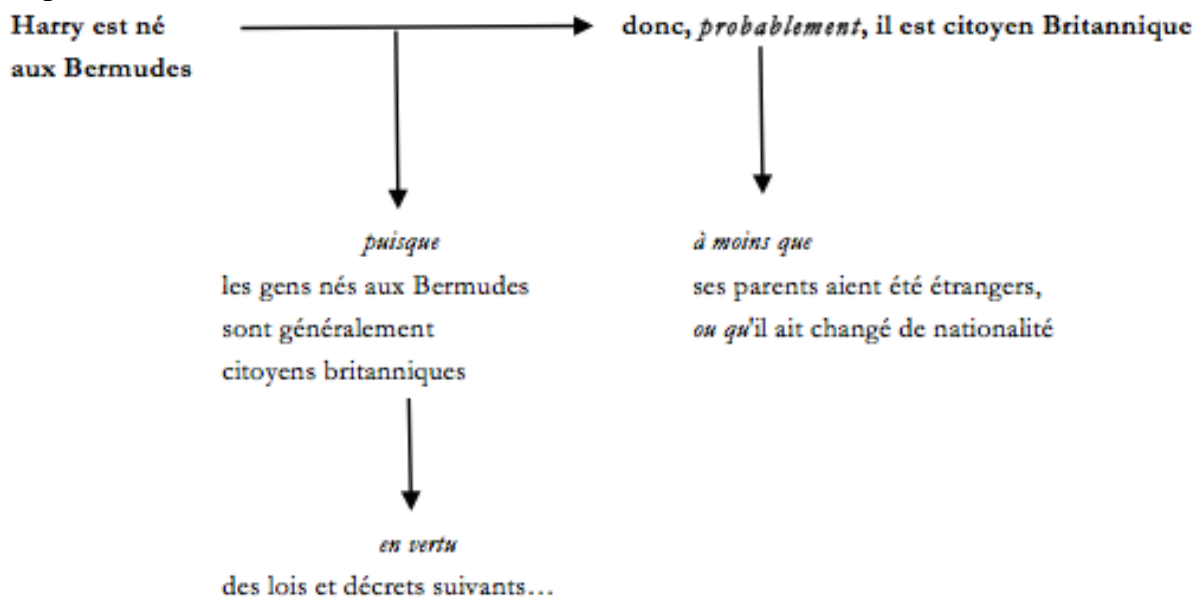 Harry est né
aux Bermudes
donc, probablement, il est citoyen Britannique
puisque
les gens nés aux Bermudes
sont généralement
citoyens britanniques
à moins que
ses parents aient été étrangers,
ou qu'il ait changé de nationalité
en vertu
des lois et décrets suivants…